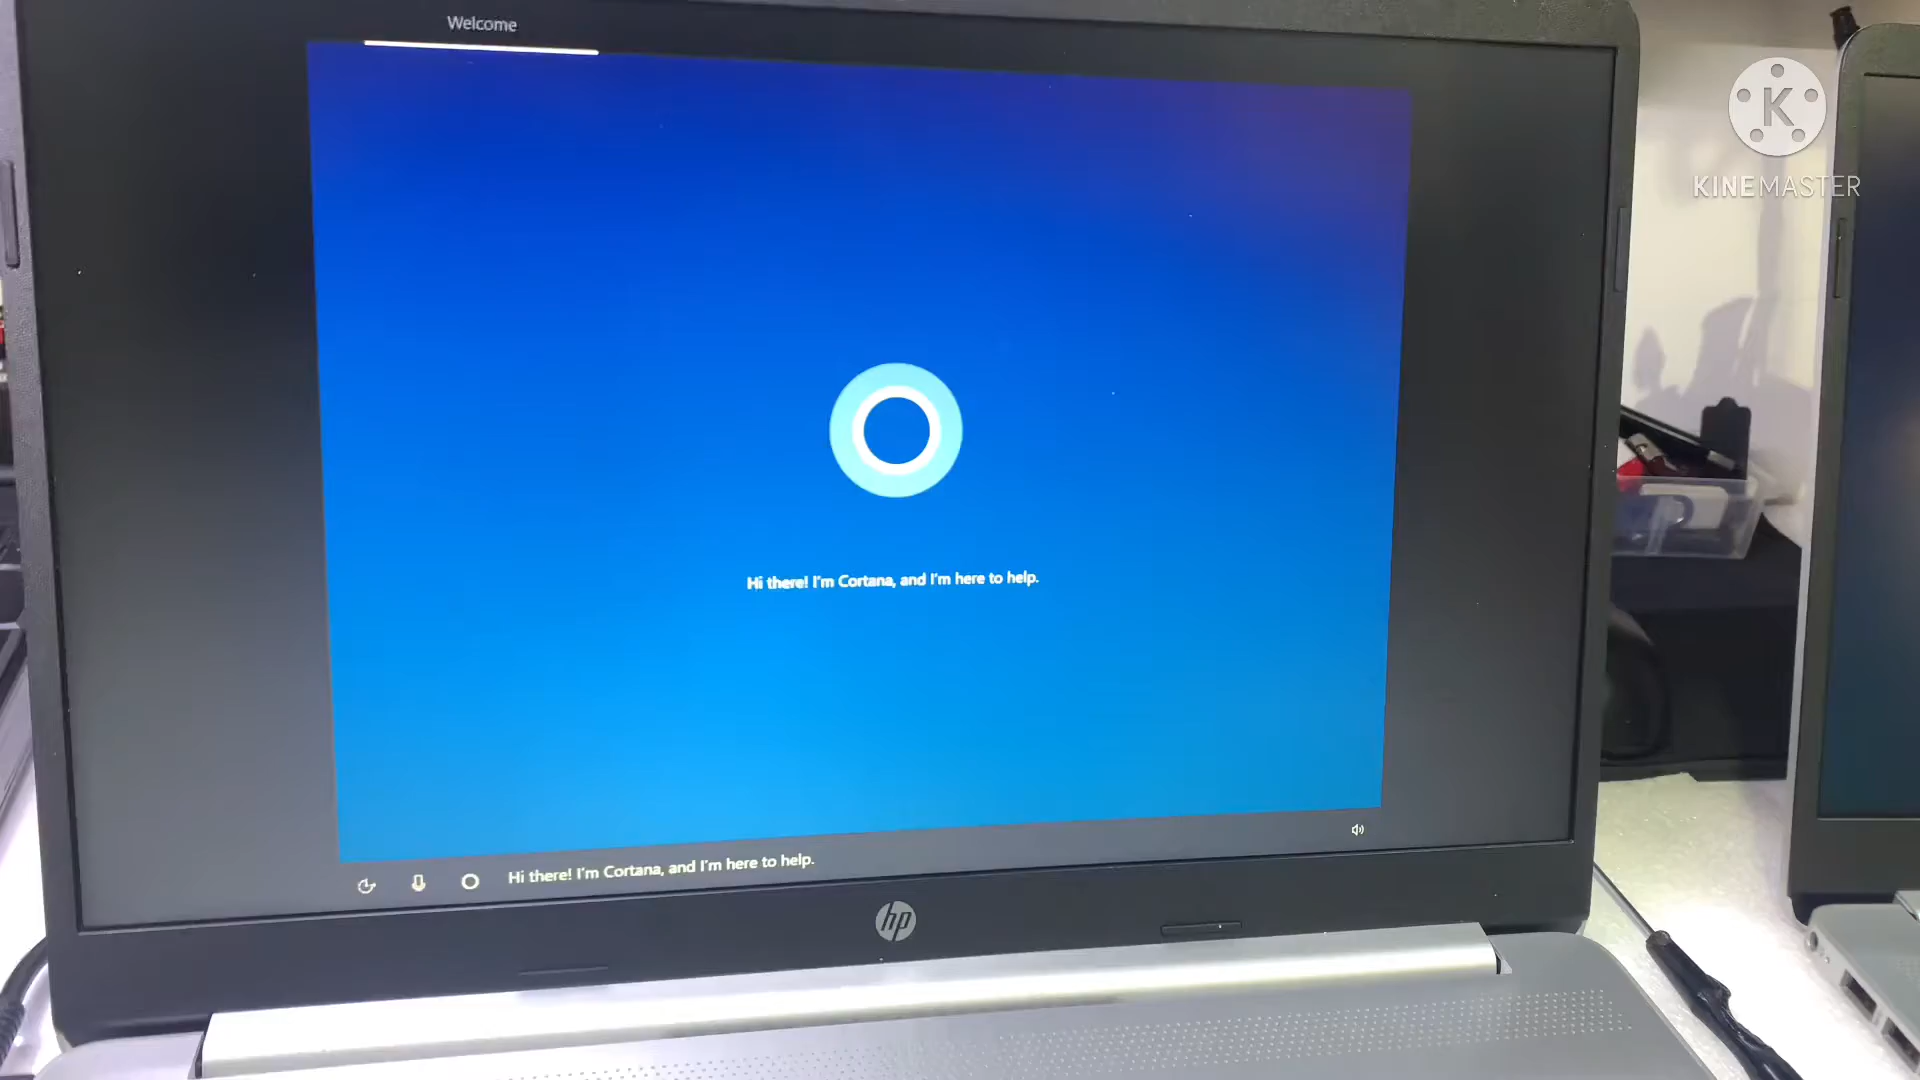 Welcome
K
KINEMASTER
Hi there! I'm Cortana, and I'm here to help.
Hi there! I'm Cortana, and I'm here to help.
hp